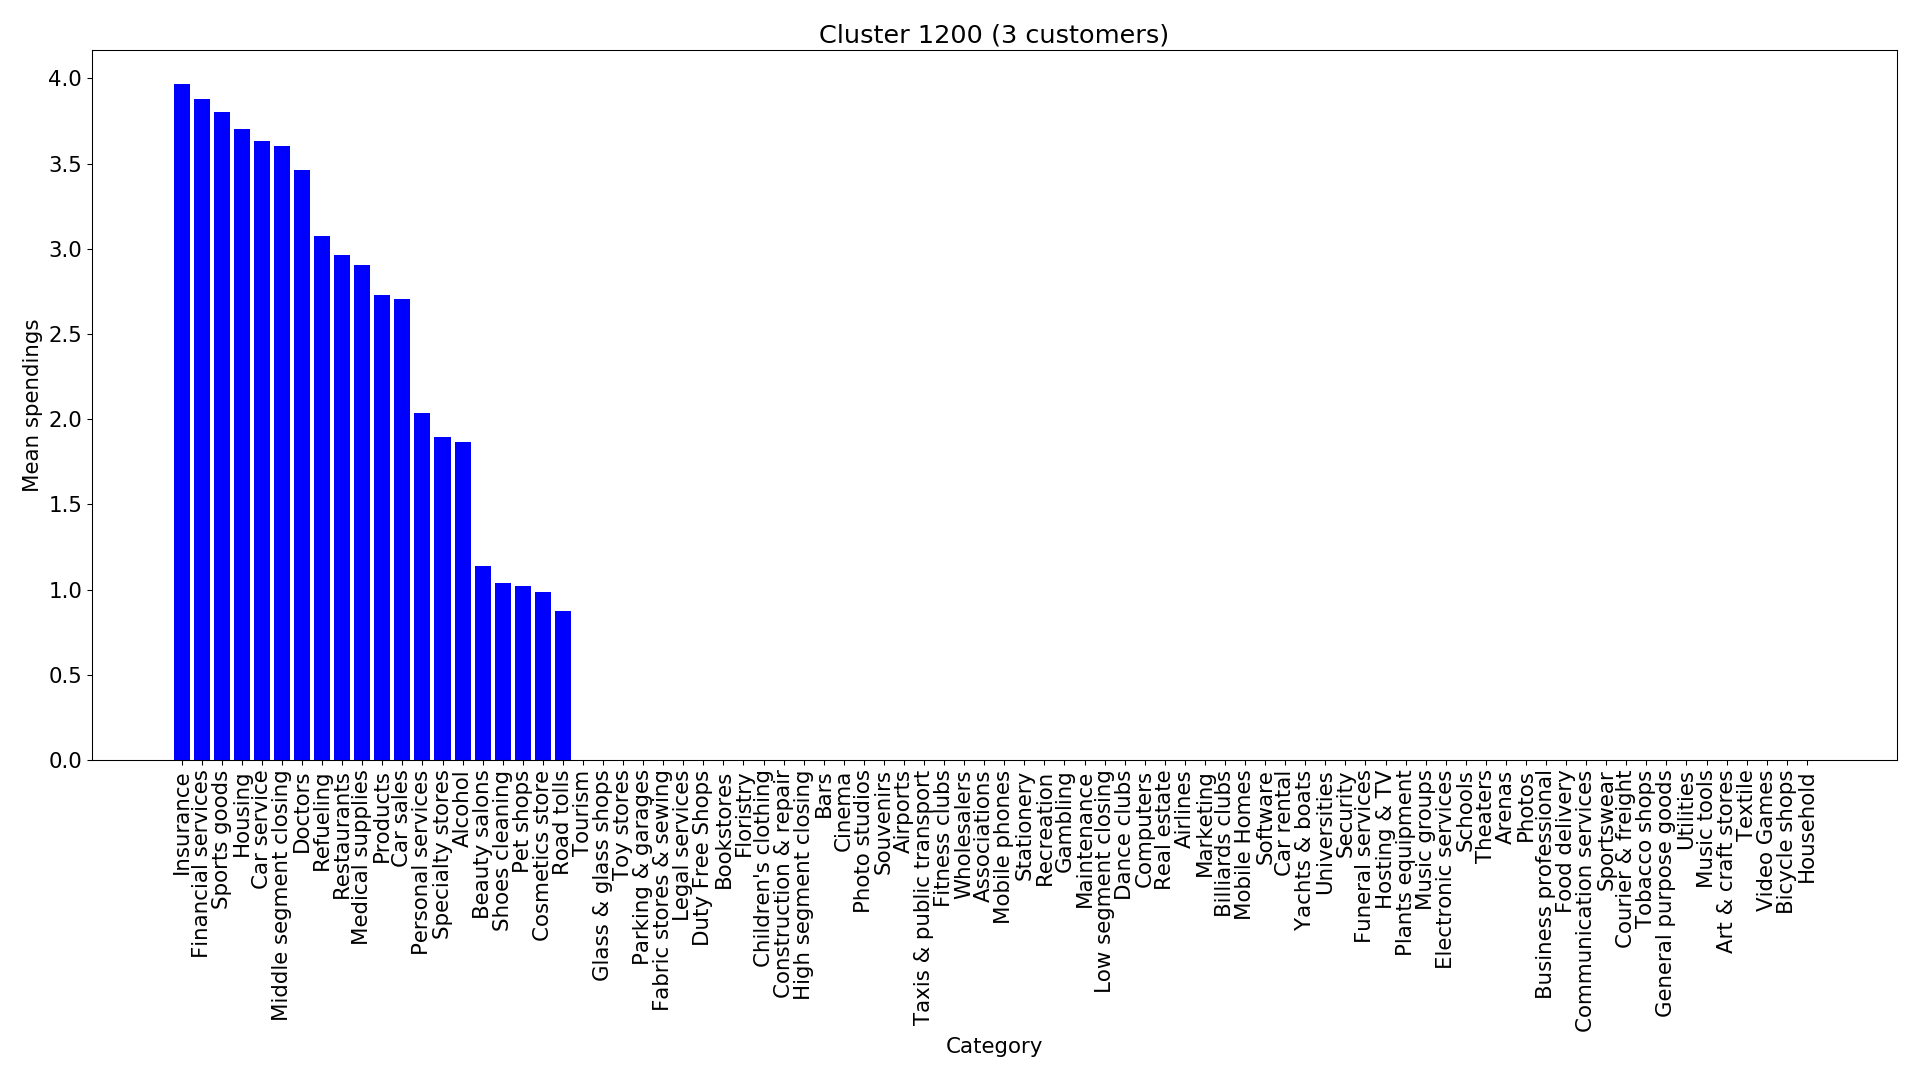 Cluster 1200 (3 customers)
4.0
3.5
3.0
2.5
2.0
1.5
1.0
0.5
0.0
Mean spendings
Insurance
Financial services
Sports goods
Housing
Car service
Middle segment closing
Doctors
Refueling
Restaurants
Medical supplies
Products
Car sales
Personal services
Specialty stores
Alcohol
Beauty salons
Shoes cleaning
Pet shops
Cosmetics store
Road tolls
Tourism
Glass & glass shops
Toy stores
Parking & garages
Fabric stores & sewing
Legal services
Duty Free Shops
Bookstores
Floristry
Children's clothing
Construction & repair
High segment closing
Bars
Cinema
Photo studios
Souvenirs
Airports
Taxis & public transport
Fitness clubs
Wholesalers
Associations
Mobile phones
Stationery
Recreation
Gambling
Maintenance
Low segment closing
Dance clubs
Computers
Real estate
Airlines
Marketing
Billiards clubs
Mobile Homes
Software
Car rental
Yachts & boats
Universities
Security
Funeral services
Hosting & TV
Plants equipment
Music groups
Electronic services
Schools
Theaters
Arenas
Photos
Business professional
Food delivery
Communication services
Sportswear
Courier & freight
Tobacco shops
General purpose goods
Utilities
Music tools
Art & craft stores
Textile
Video Games
Bicycle shops
Household
Category